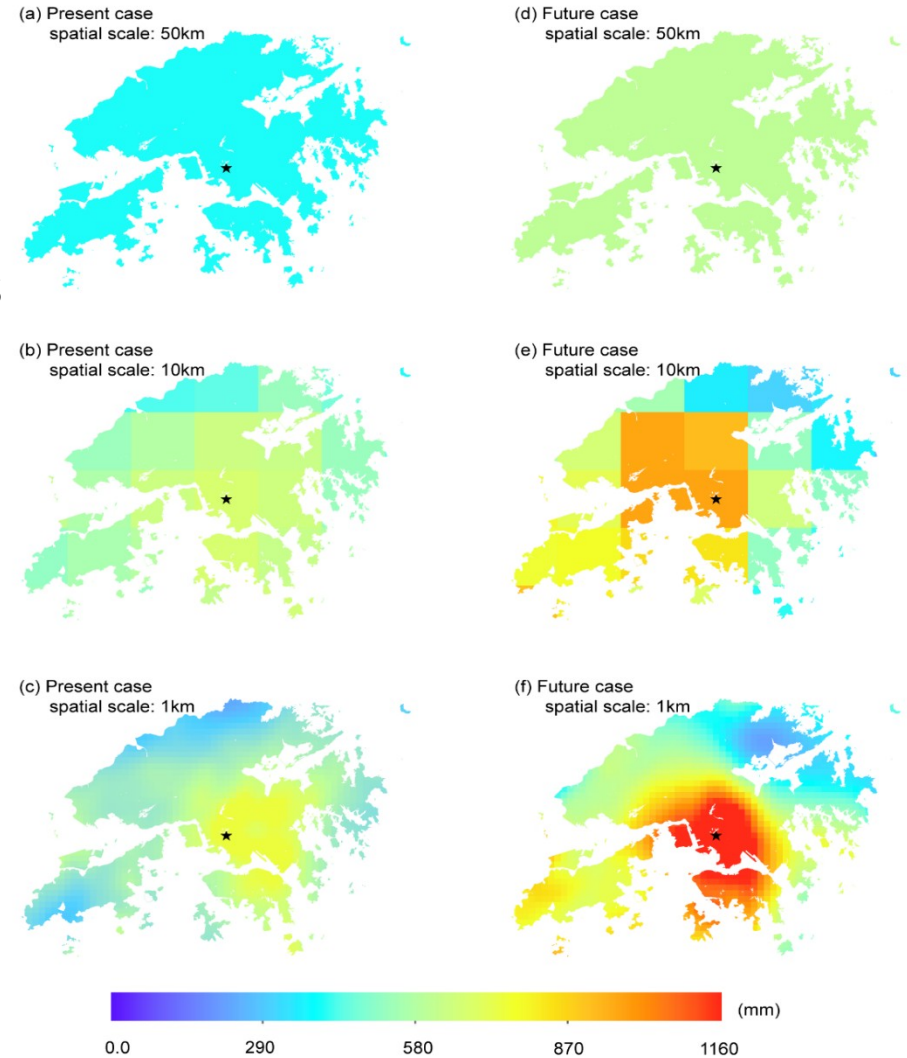 (a) Present case
spatial scale: 50km
(d) Future case
spatial scale: 50km
(b) Present case
spatial scale: 10km
(e) Future case
spatial scale: 10km
(c) Present case
spatial scale: 1km
(f) Future case
spatial scale: 1km
(mm)
0.0 290 580 870 1160